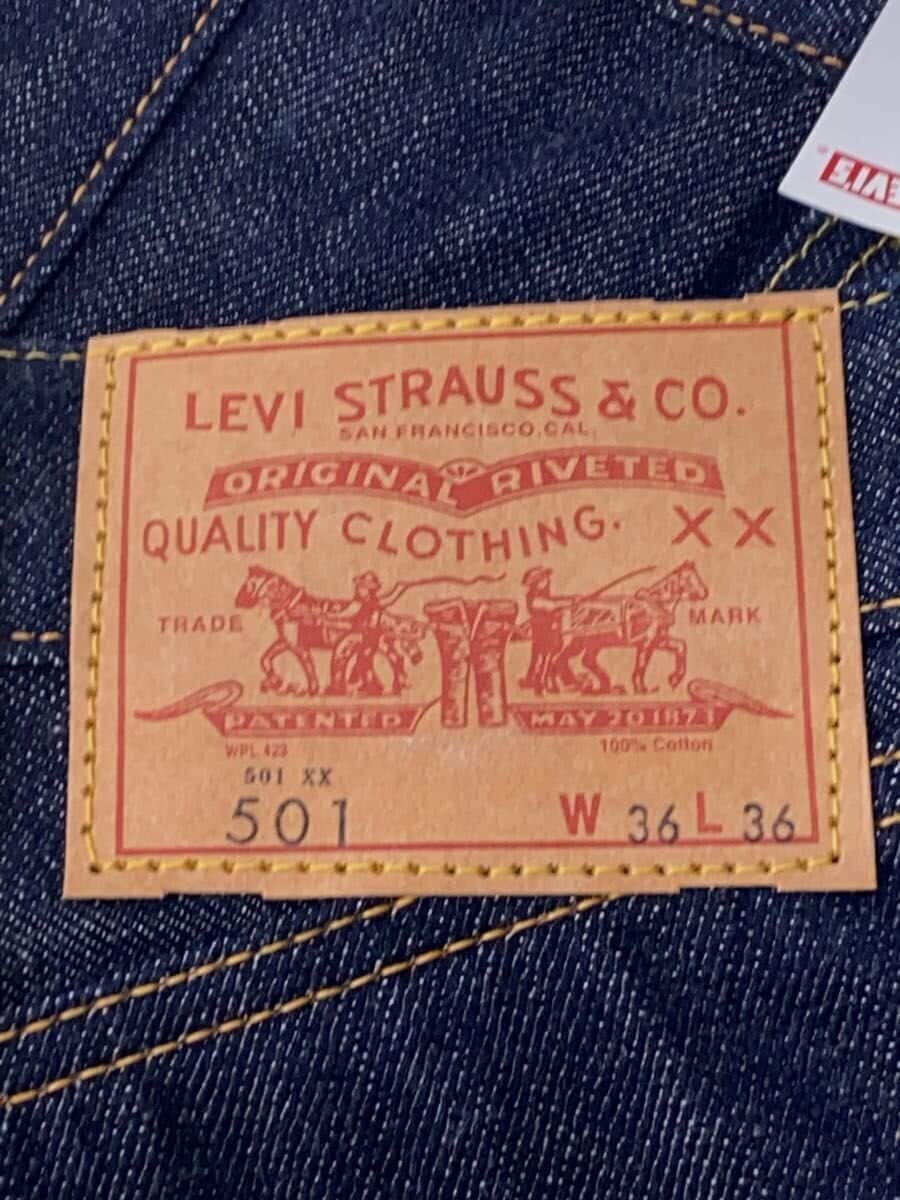 LEVI'S
LEVI STRAUSS & CO.
SAN FRANCISCO, CAL.
ORIGINAL RIVETED
QUALITY CLOTHING. XX
TRADE MARK
PATENTED MAY 20 1873
WPL 423 100% Cotton
501 XX
501 W 36 L 36